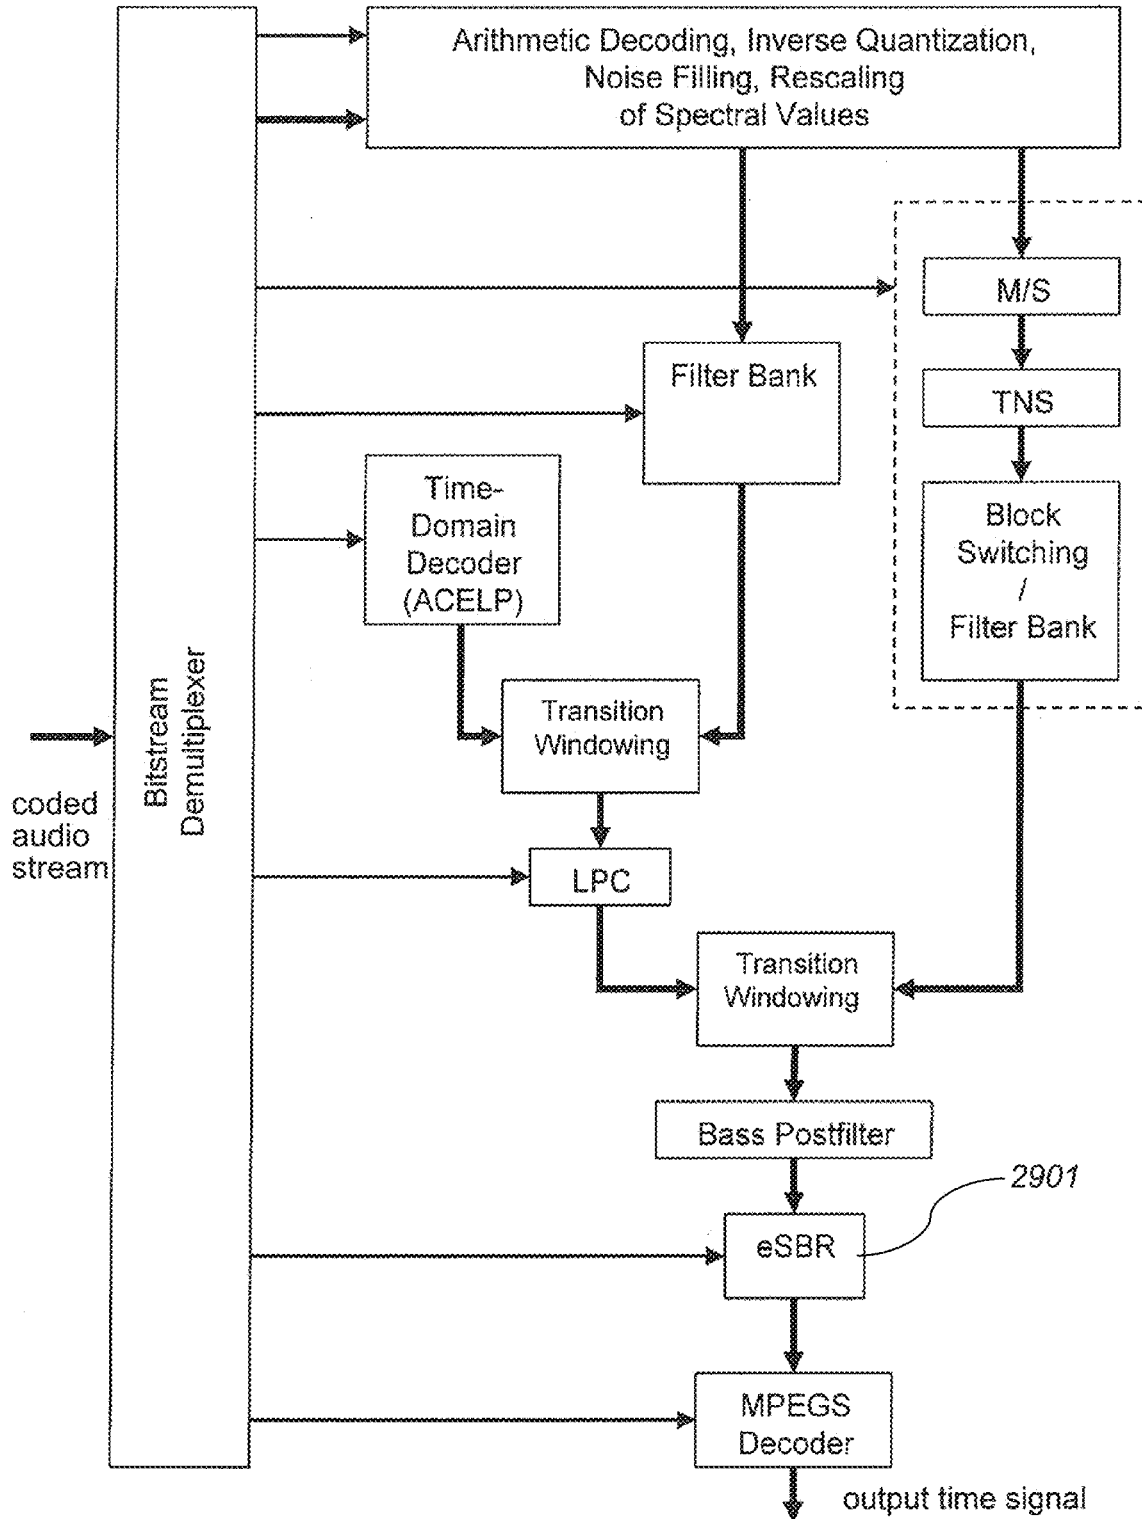 Arithmetic Decoding, Inverse Quantization,
Noise Filling, Rescaling
of Spectral Values
M/S
Filter Bank
TNS
Time-
Domain
Decoder
(ACELP)
Block
Switching
/
Filter Bank
Bitstream
Demultiplexer
Transition
Windowing
coded
audio
stream
LPC
Transition
Windowing
Bass Postfilter
2901
eSBR
MPEGS
Decoder
output time signal